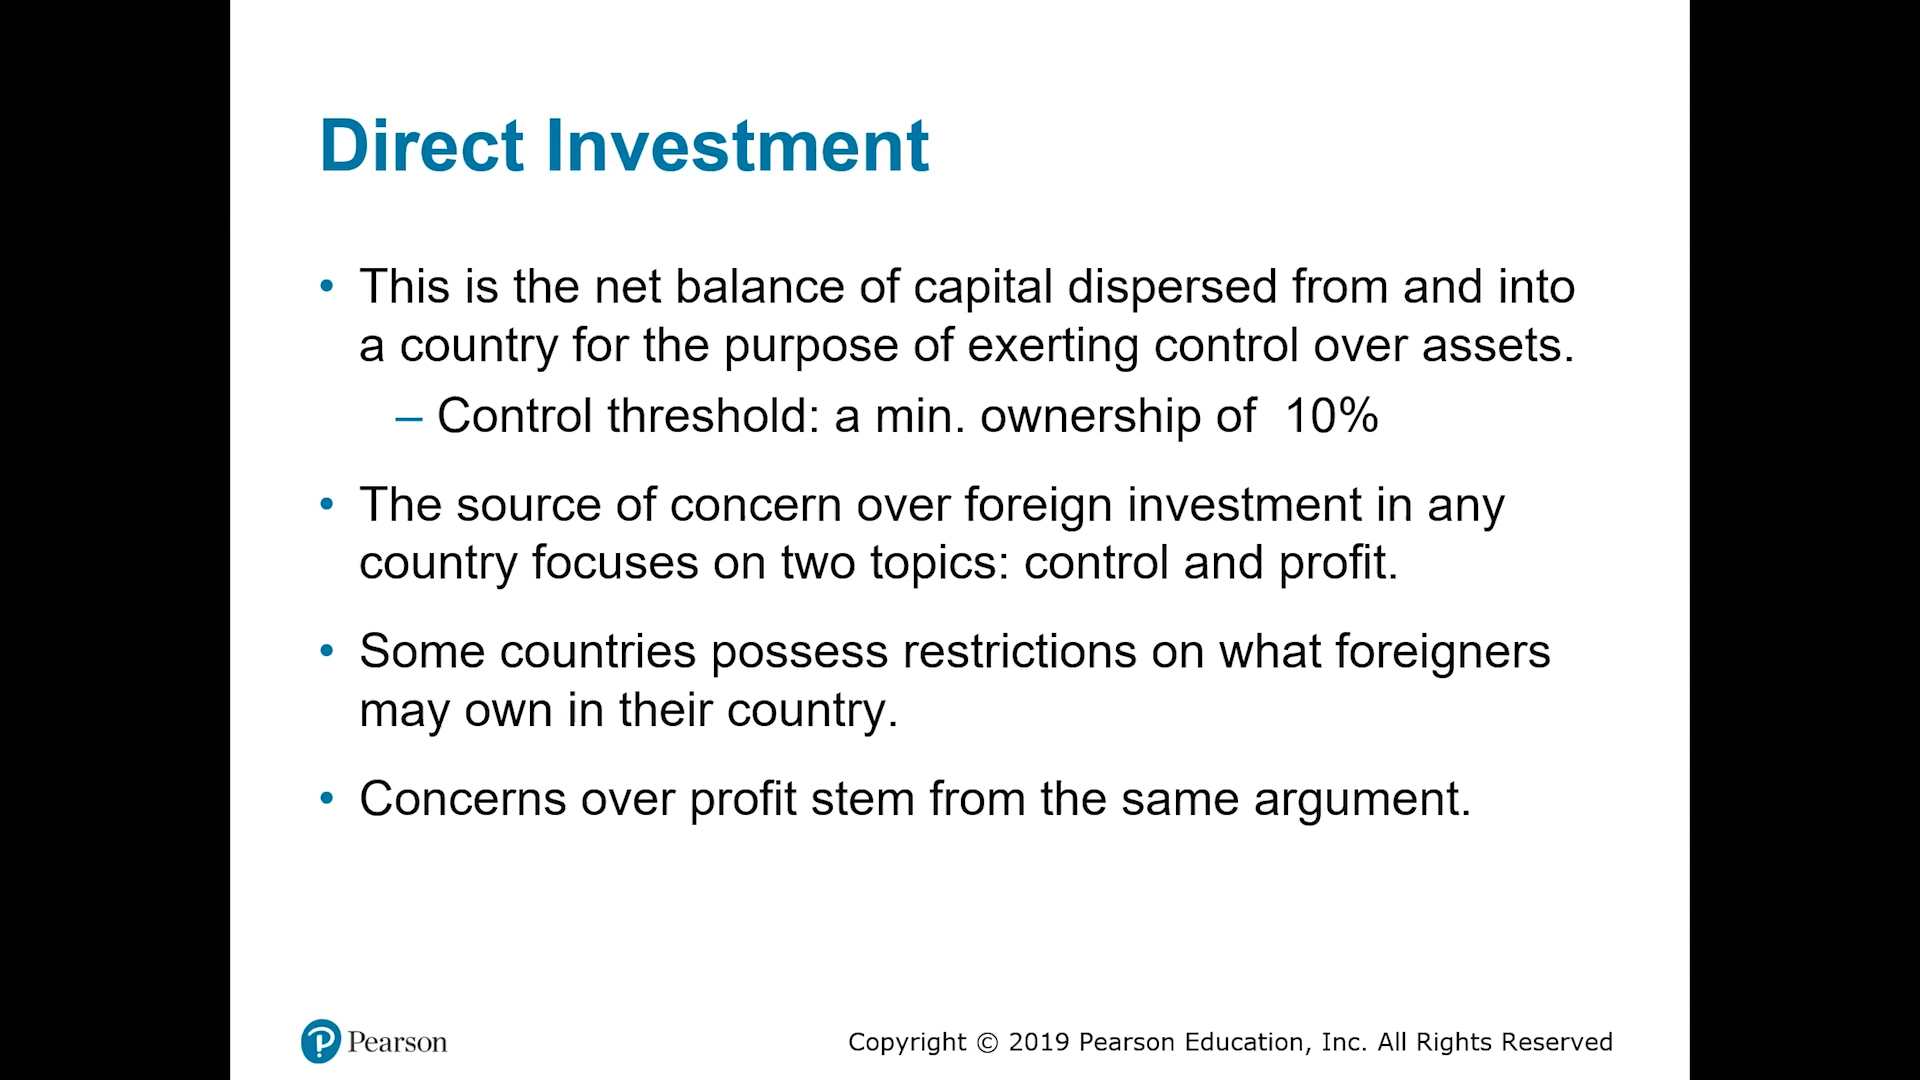 Direct Investment
• This is the net balance of capital dispersed from and into
a country for the purpose of exerting control over assets.
– Control threshold: a min. ownership of  10%
• The source of concern over foreign investment in any
country focuses on two topics: control and profit.
• Some countries possess restrictions on what foreigners
may own in their country.
• Concerns over profit stem from the same argument.
Pearson
Copyright © 2019 Pearson Education, Inc. All Rights Reserved